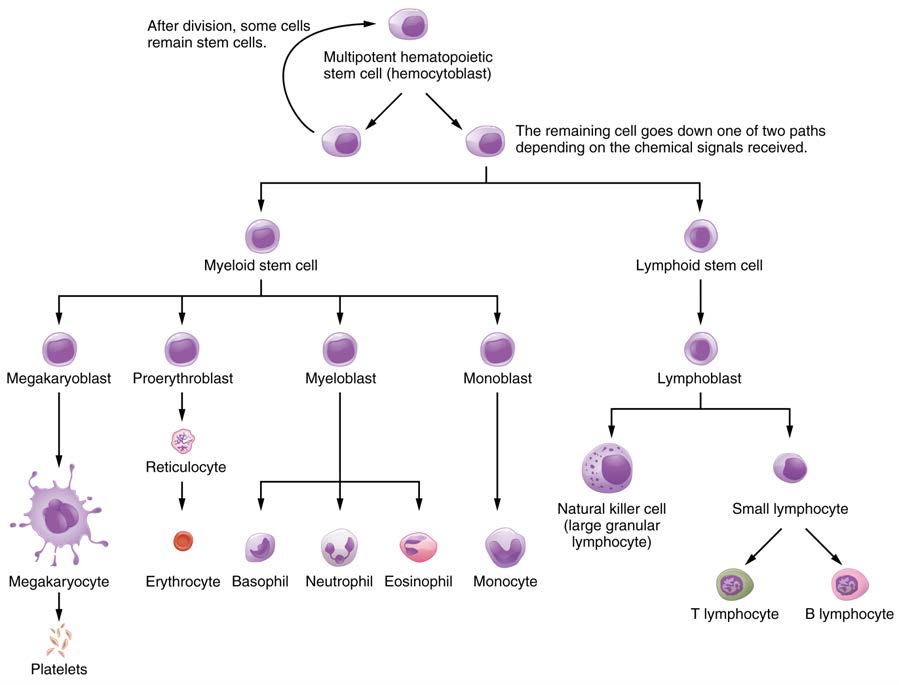 After division, some cells
remain stem cells.
Multipotent hematopoietic
stem cell (hemocytoblast)
The remaining cell goes down one of two paths
depending on the chemical signals received.
Myeloid stem cell
Lymphoid stem cell
Megakaryoblast
Proerythroblast
Myeloblast
Monoblast
Lymphoblast
Reticulocyte
Natural killer cell
(large granular
lymphocyte)
Small lymphocyte
Megakaryocyte
Erythrocyte
Basophil
Neutrophil
Eosinophil
Monocyte
T lymphocyte
B lymphocyte
Platelets